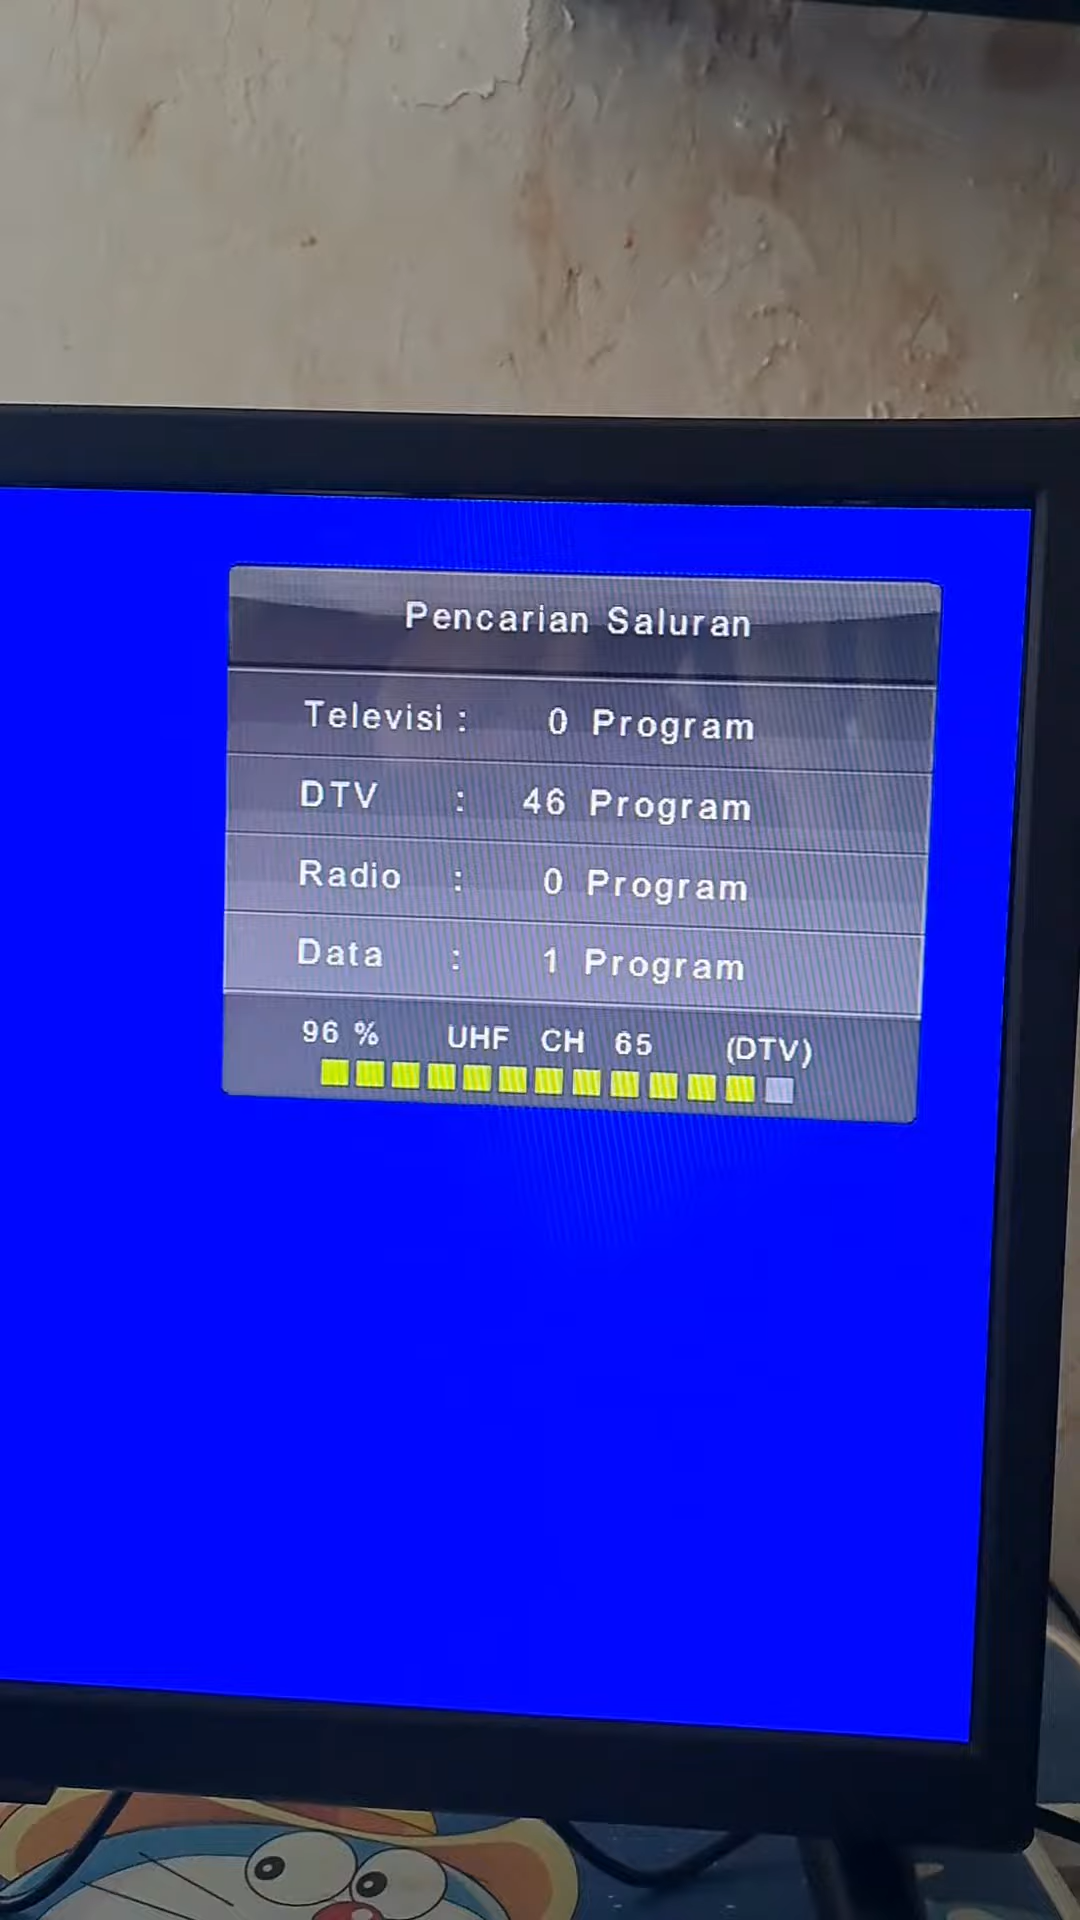 Pencarian Saluran
Televisi : 0 Program
DTV : 46 Program
Radio : 0 Program
Data : 1 Program
96 % UHF CH 65 (DTV)